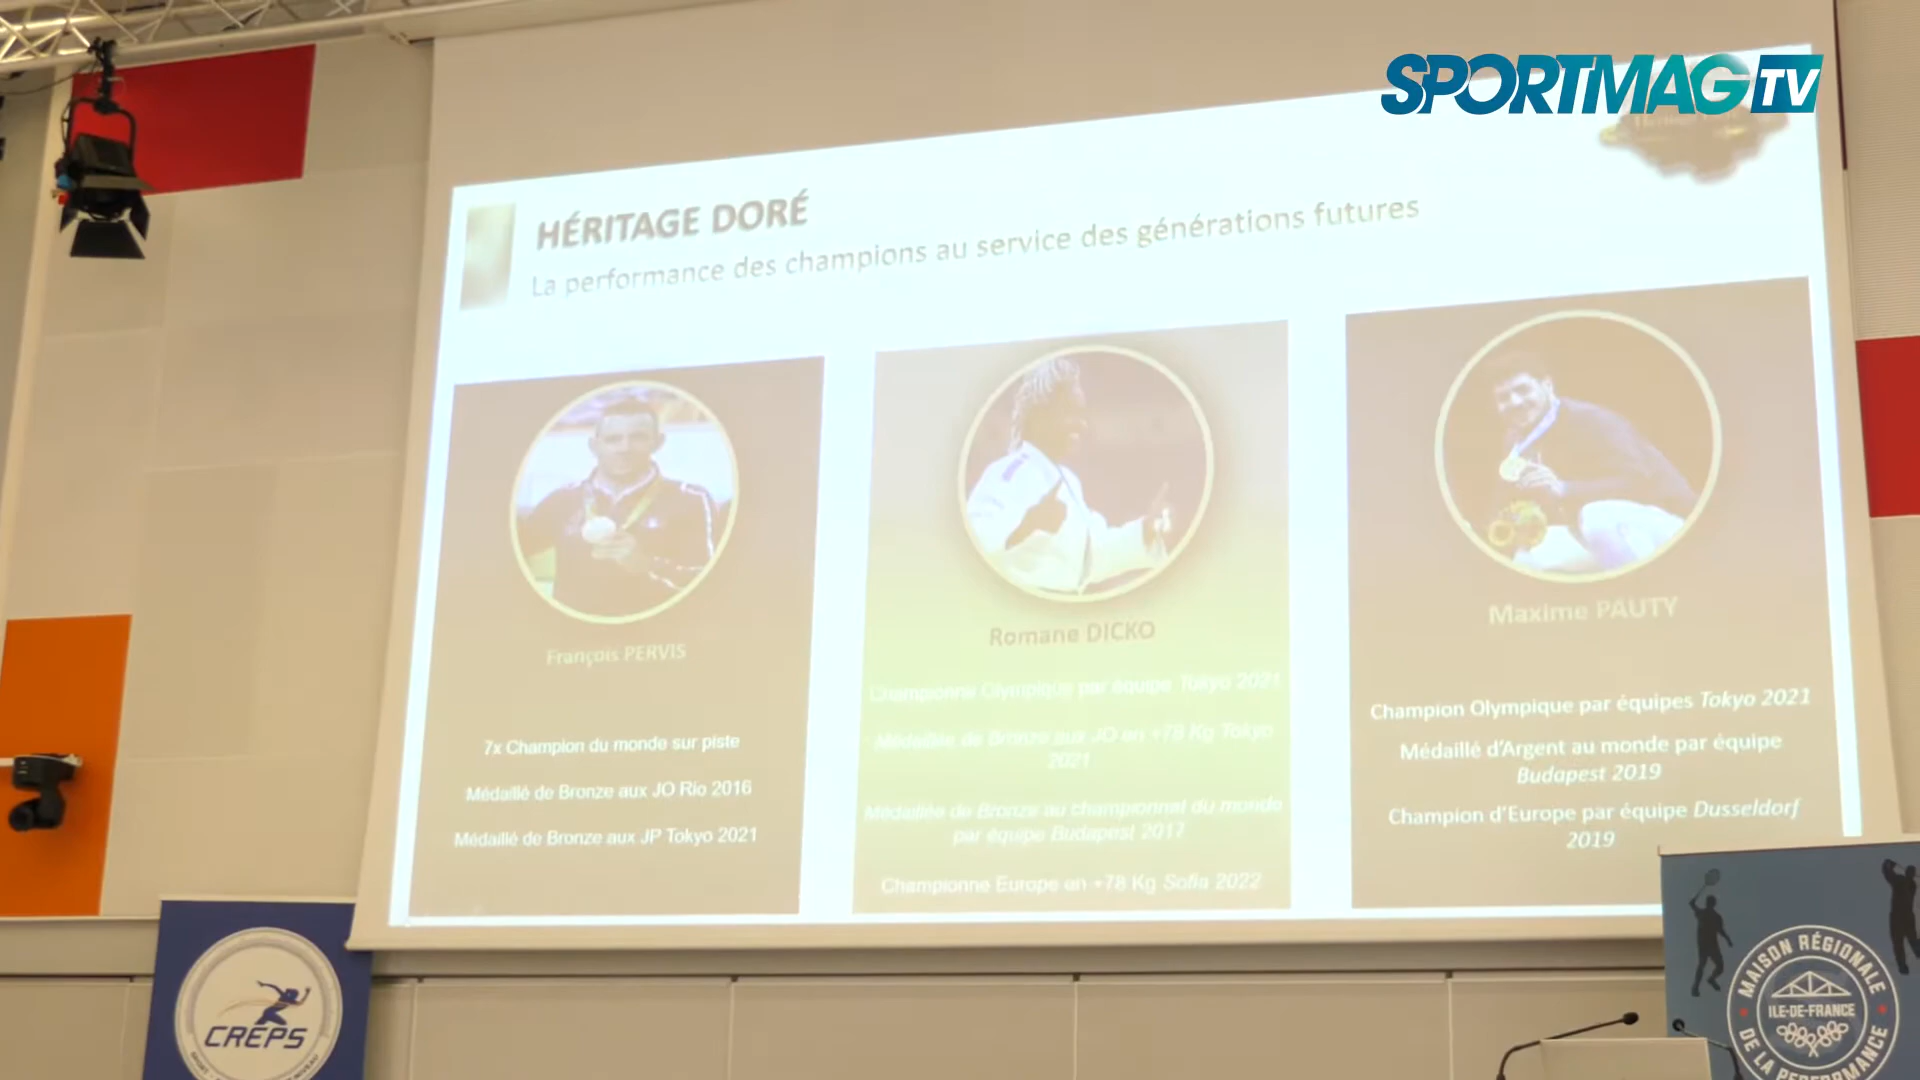 SPORTMAG TV
HÉRITAGE DORÉ
La performance des champions au service des générations futures
François PERVIS
7x Champion du monde sur piste
Médaillé de Bronze aux JO Rio 2016
Médaillé de Bronze aux JP Tokyo 2021
Romane DICKO
Championne Olympique par équipe Tokyo 2021
Médaillée de Bronze aux JO en +78 Kg Tokyo
2021
Médaillée de Bronze au championnat du monde
par équipe Budapest 2017
Championne Europe en +78 Kg Sofia 2022
Maxime PAUTY
Champion Olympique par équipes Tokyo 2021
Médaillé d'Argent au monde par équipe
Budapest 2019
Champion d'Europe par équipe Dusseldorf
2019
CREPS
MAISON RÉGIONALE
ILE-DE-FRANCE
DE LA PERFORMANCE